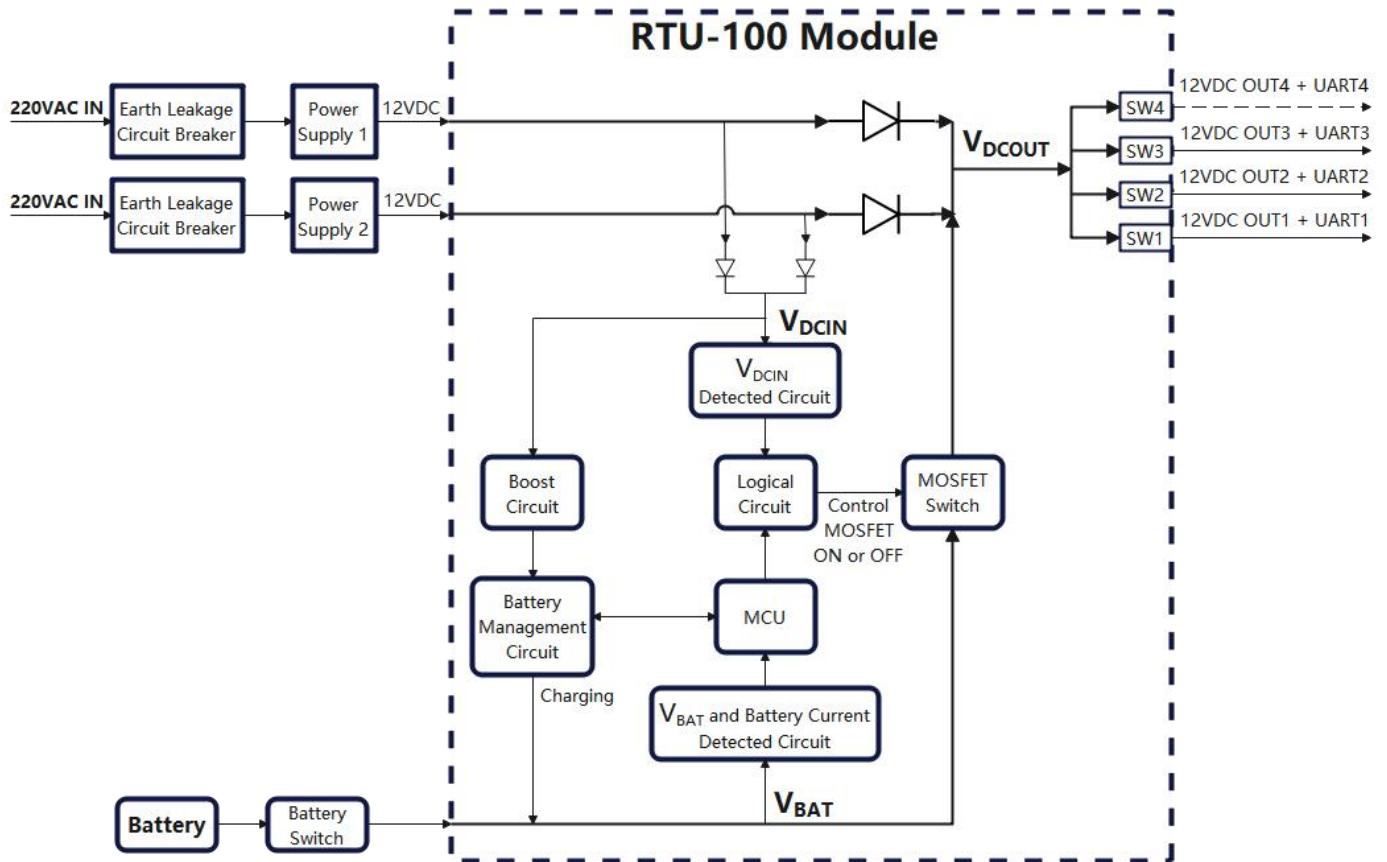 RTU-100 Module
220VAC IN
Earth Leakage
Circuit Breaker
Power
Supply 1
12VDC
220VAC IN
Earth Leakage
Circuit Breaker
Power
Supply 2
12VDC
VDCOUT
SW4
12VDC OUT4 + UART4
SW3
12VDC OUT3 + UART3
SW2
12VDC OUT2 + UART2
SW1
12VDC OUT1 + UART1
VDCIN
VDCIN
Detected Circuit
Boost
Circuit
Logical
Circuit
Control
MOSFET
ON or OFF
MOSFET
Switch
Battery
Management
Circuit
MCU
Charging
VBAT and Battery Current
Detected Circuit
VBAT
Battery
Battery
Switch